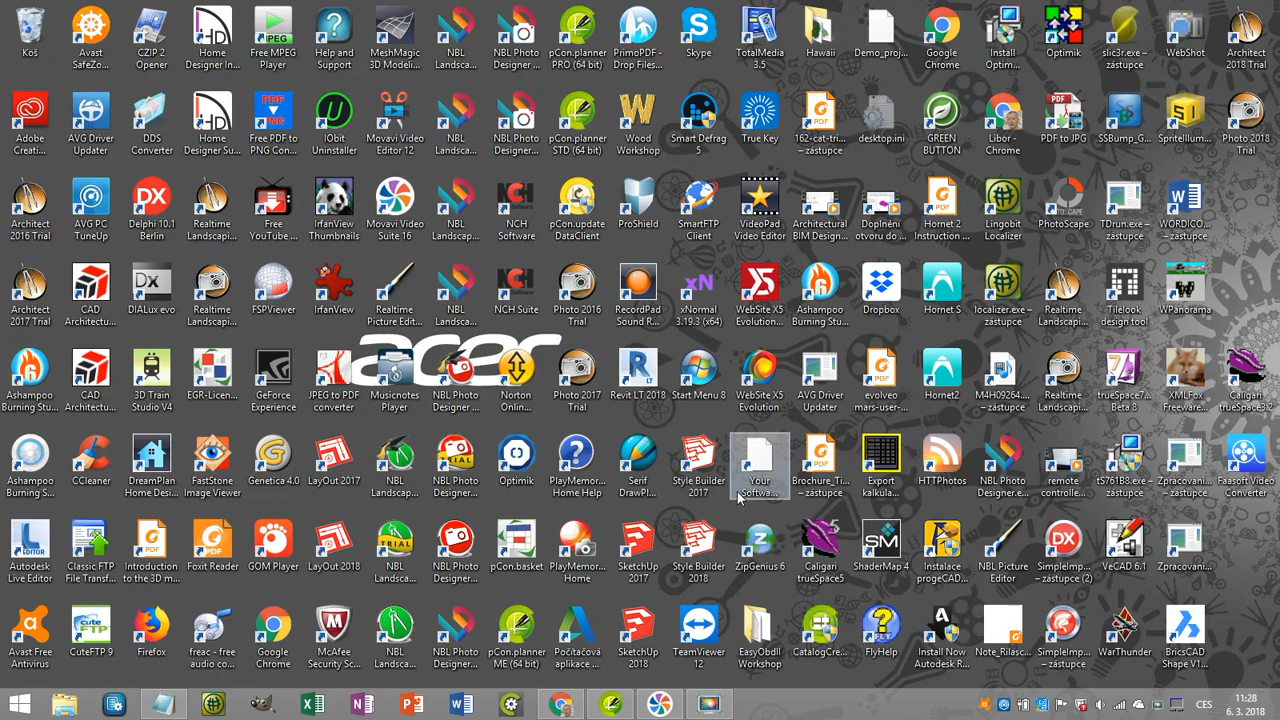 Koš
Avast SafeZo...
CZIP 2 Opener
Home Designer In...
Free MPEG Player
Help and Support
MeshMagic 3D Modeli...
NBL Landsca...
NBL Photo Designer ...
pCon.planner PRO (64 bit)
PrimoPDF - Drop Files...
Skype
TotalMedia 3.5
Hawaii
Demo_proj...
Google Chrome
Install Optim...
Optimik
slic3r.exe – zástupce
WebShot
Architect 2018 Trial
Adobe Creati...
AVG Driver Updater
DDS Converter
Home Designer Su...
Free PDF to PNG Con...
IObit Uninstaller
Movavi Video Editor 12
NBL Landsca...
NBL Photo Designer...
pCon.planner STD (64 bit)
Wood Workshop
Smart Defrag 5
True Key
162-cat-tri... – zástupce
desktop.ini
GREEN BUTTON
Libor – Chrome
PDF to JPG
SSBump_G...
SpriteIllum...
Photo 2018 Trial
Architect 2016 Trial
AVG PC TuneUp
Delphi 10.1 Berlin
Realtime Landscapi...
Free YouTube ...
IrfanView Thumbnails
Movavi Video Suite 16
NBL Landscap...
NCH Software
pCon.update DataClient
ProShield
SmartFTP Client
VideoPad Video Editor
Architectural BIM Design...
Doplnění otvoru do ...
Hornet 2 Instruction ...
Lingobit Localizer
PhotoScape
TDrun.exe – zástupce
WORDICO... – zástupce
Architect 2017 Trial
CAD Architectu...
DIALux evo
Realtime Landscapi...
FSPViewer
IrfanView
Realtime Picture Edit...
NBL Landsca...
NCH Suite
Photo 2016 Trial
RecordPad Sound R...
xNormal 3.19.3 (x64)
WebSite X5 Evolution...
Ashampoo Burning Stu...
Dropbox
Hornet S
localizer.exe – zástupce
Realtime Landscapi...
Tilelook design tool
WPanorama
acer
Ashampoo Burning Stu...
CAD Architectu...
3D Train Studio V4
EGR-Licen...
GeForce Experience
JPEG to PDF converter
Musicnotes Player
NBL Photo Designer ...
Norton Onlin...
Photo 2017 Trial
Revit LT 2018
Start Menu 8
WebSite X5 Evolution
AVG Driver Updater
evolveo mars-user-...
Hornet2
M4H09264... – zástupce
Realtime Landscapi...
trueSpace7... Beta 8
XMLFox Freeware...
Caligari trueSpace3.2
Ashampoo Burning S...
CCleaner
DreamPlan Home Desi...
FastStone Image Viewer
Genetica 4.0
LayOut 2017
NBL Landscap...
NBL Photo Designer...
Optimik
PlayMemor... Home Help
Serif DrawPl...
Style Builder 2017
Your Softwa...
Brochure_Ti... – zástupce
Export kalkula...
HTTPhotos
NBL Photo Designer.e...
remote controle...
tS761B8.exe – zástupce
Zpracovani... – zástupce
Faasoft Video Converter
Autodesk Live Editor
Classic FTP File Transf...
Introduction to the 3D m...
Foxit Reader
GOM Player
LayOut 2018
NBL Landsca...
NBL Photo Designer...
pCon.basket
PlayMemor... Home
SketchUp 2017
Style Builder 2018
ZipGenius 6
Caligari trueSpace5
ShaderMap 4
Instalace progeCAD...
NBL Picture Editor
SimpleImp... – zástupce (2)
VeCAD 6.1
Zpracovani...
Avast Free Antivirus
CuteFTP 9
Firefox
freac - free audio co...
Google Chrome
McAfee Security Sc...
NBL Landsca...
NBL Photo Designer...
pCon.planner ME (64 bit)
Počítačová aplikace ...
SketchUp 2018
TeamViewer 12
EasyObdII Workshop
CatalogCre...
FlyHelp
Install Now Autodesk R...
Note_Rilasc... – zástupce
SimpleImp... – zástupce
WarThunder
BricsCAD Shape V1...
CES
11:28
6. 3. 2018